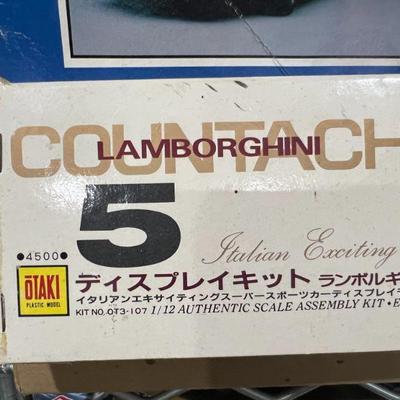 COUNTACH
LAMBORGHINI
5
Italian Exciting
●4500●
ŌTAKI
PLASTIC MODEL
ディスプレイキット ランボルギ
イタリアンエキサイティングスーパースポーツカーディスプレイキ
KIT NO. OT3-107 1/12 AUTHENTIC SCALE ASSEMBLY KIT • E